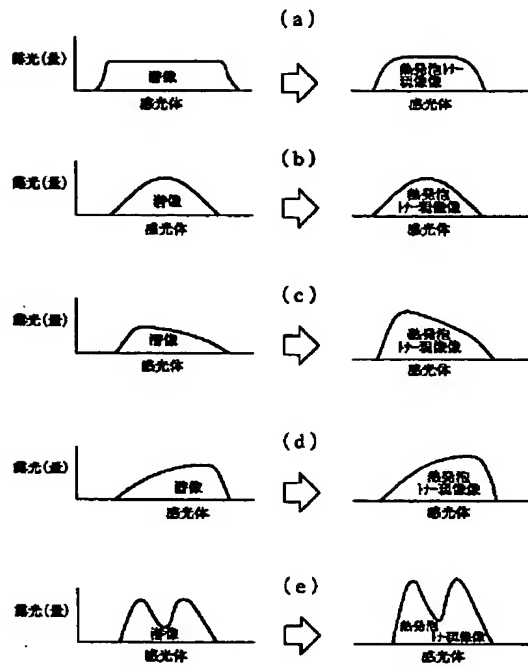 (a)
露光(量)
潜像
感光体
熱発泡トナー
現像像
感光体
(b)
露光(量)
潜像
感光体
熱発泡
トナー現像像
感光体
(c)
露光(量)
潜像
感光体
熱発泡
トナー現像像
感光体
(d)
露光(量)
潜像
感光体
熱発泡
トナー現像像
感光体
(e)
露光(量)
潜像
感光体
熱発泡
トナー現像像
感光体